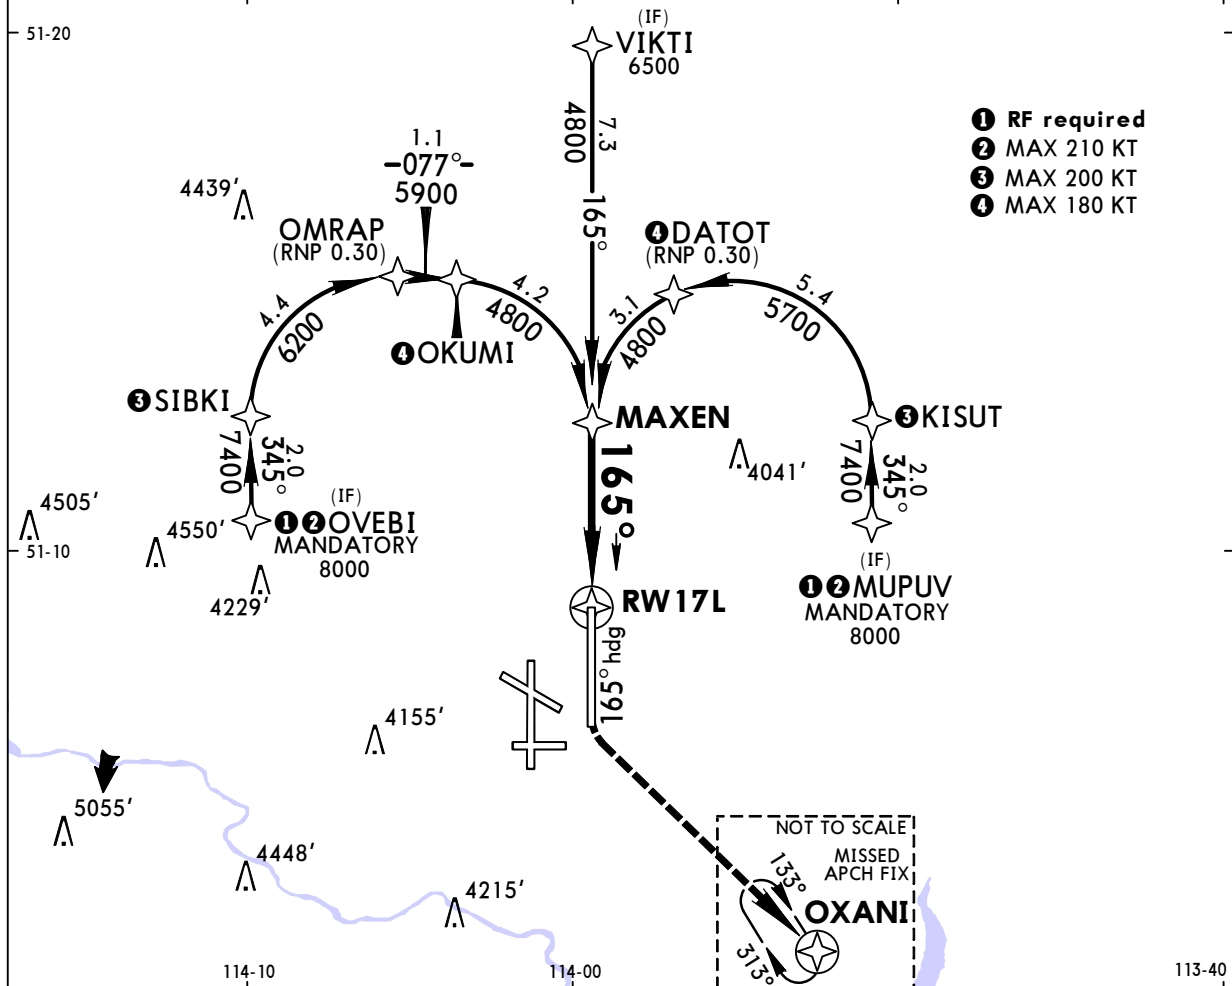 51-20
(IF)
VIKTI
6500
7.3
4800
165°
❶ RF required
❷ MAX 210 KT
❸ MAX 200 KT
❹ MAX 180 KT
1.1
077°
5900
4439'
OMRAP
(RNP 0.30)
❹DATOT
(RNP 0.30)
4.4
6200
4.2
4800
3.1
4800
5.4
5700
❹OKUMI
❸SIBKI
MAXEN
❸KISUT
2.0
345°
7400
165°
4041'
2.0
345°
7400
4505'
4550'
(IF)
❶❷OVEBI
MANDATORY
8000
51-10
4229'
(IF)
❶❷MUPUV
MANDATORY
8000
RW17L
165° hdg
4155'
5055'
4448'
4215'
NOT TO SCALE
MISSED
APCH FIX
133°
OXANI
313°
114-10
114-00
113-40